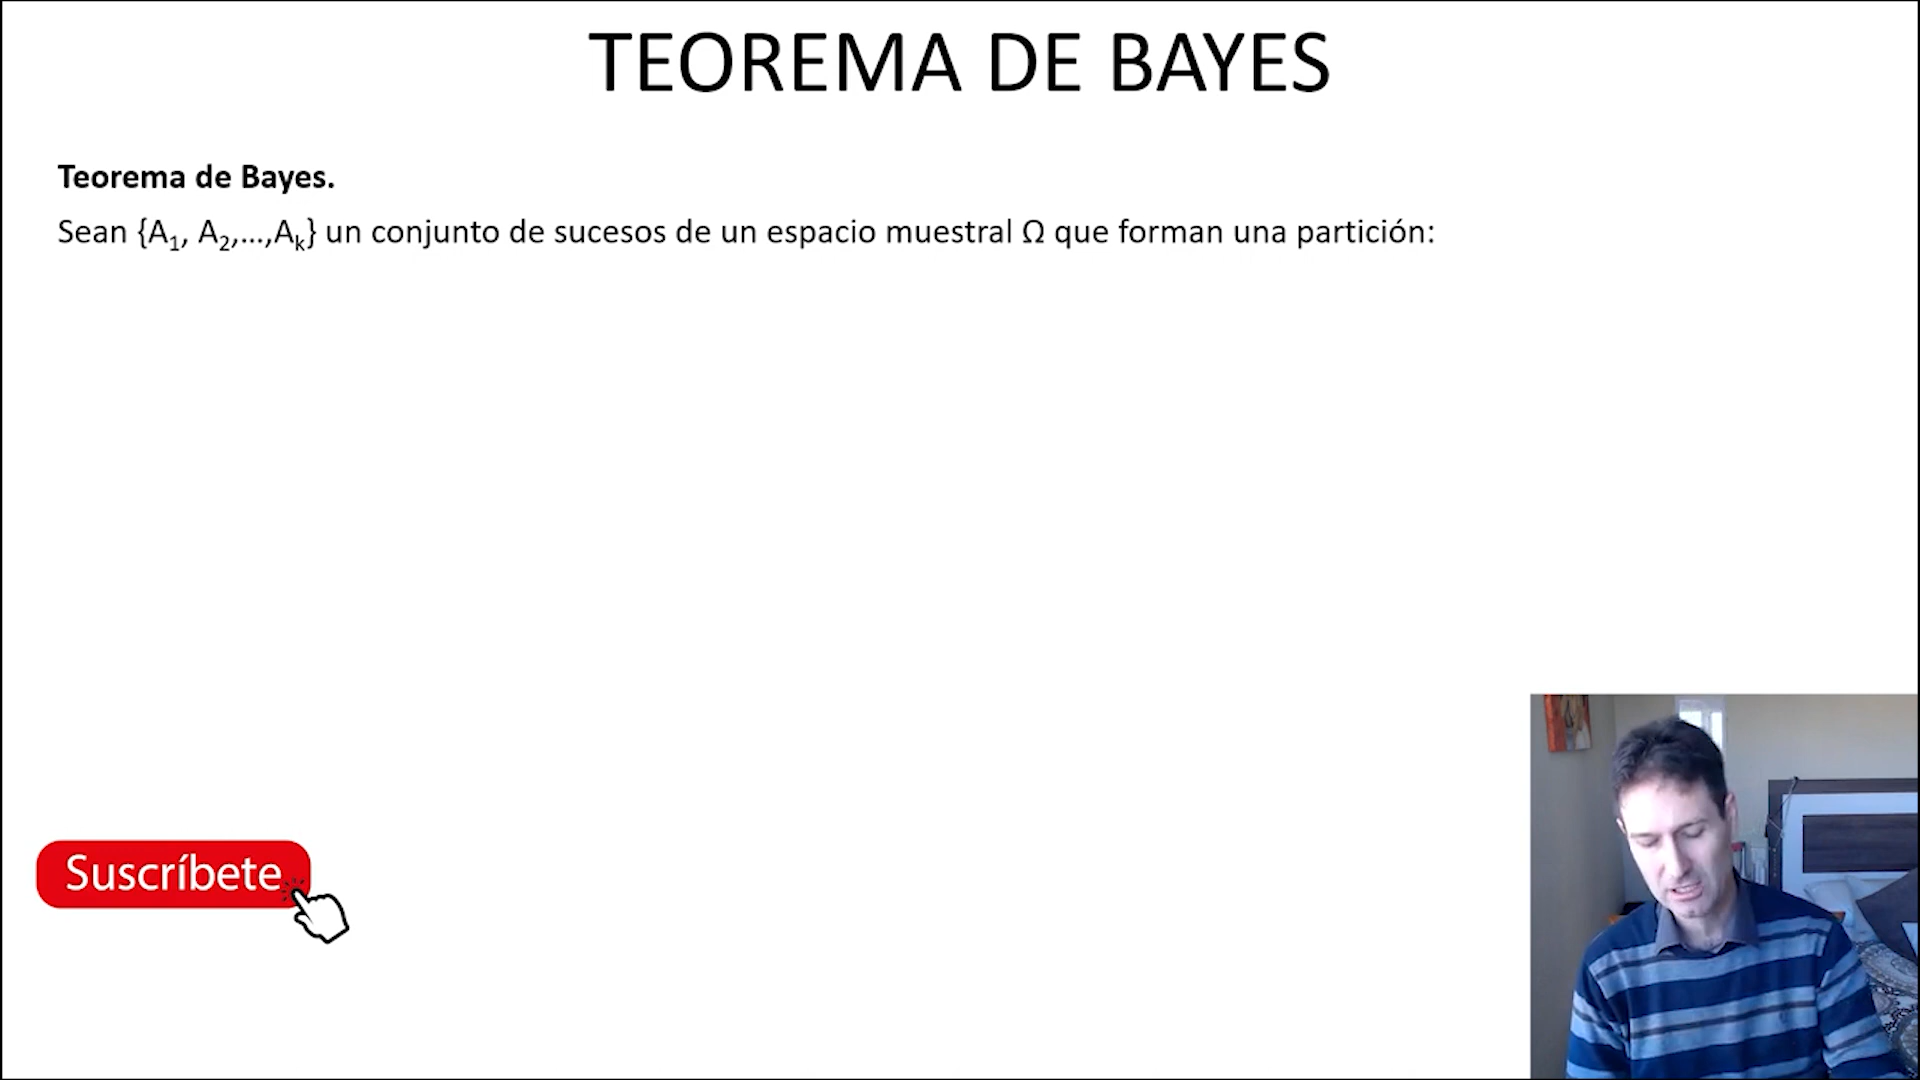 TEOREMA DE BAYES
Teorema de Bayes.
Sean {A₁, A₂,...,Aₖ} un conjunto de sucesos de un espacio muestral Ω que forman una partición:
Suscríbete